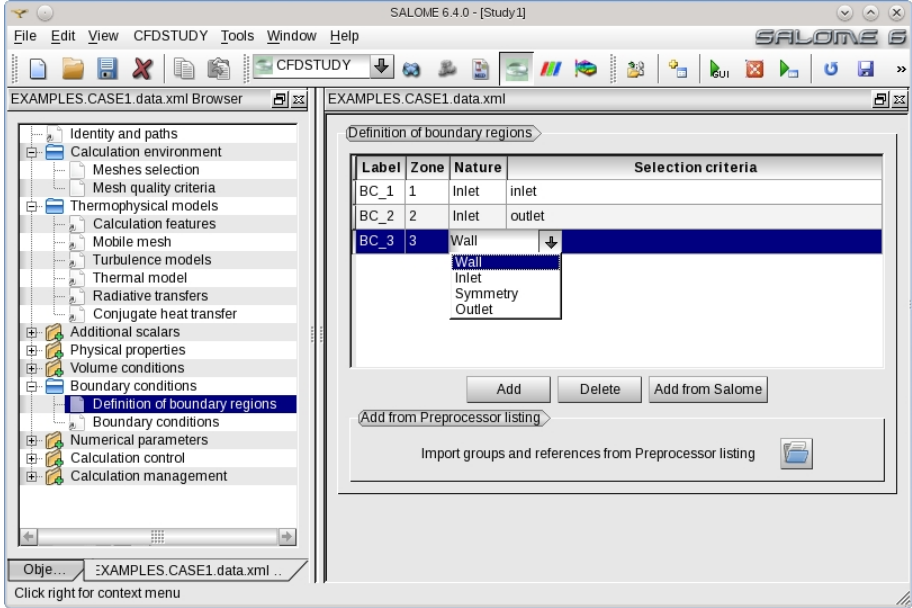 SALOME 6.4.0 - [Study1]
File Edit View CFDSTUDY Tools Window Help
SALOME 6
CFDSTUDY
GUI
»
EXAMPLES.CASE1.data.xml Browser
Identity and paths
Calculation environment
Meshes selection
Mesh quality criteria
Thermophysical models
Calculation features
Mobile mesh
Turbulence models
Thermal model
Radiative transfers
Conjugate heat transfer
Additional scalars
Physical properties
Volume conditions
Boundary conditions
Definition of boundary regions
Boundary conditions
Numerical parameters
Calculation control
Calculation management
Obje...
EXAMPLES.CASE1.data.xml ..
Click right for context menu
EXAMPLES.CASE1.data.xml
Definition of boundary regions
Label Zone Nature Selection criteria
BC_1 1 Inlet inlet
BC_2 2 Inlet outlet
BC_3 3 Wall
Wall
Inlet
Symmetry
Outlet
Add Delete Add from Salome
Add from Preprocessor listing
Import groups and references from Preprocessor listing